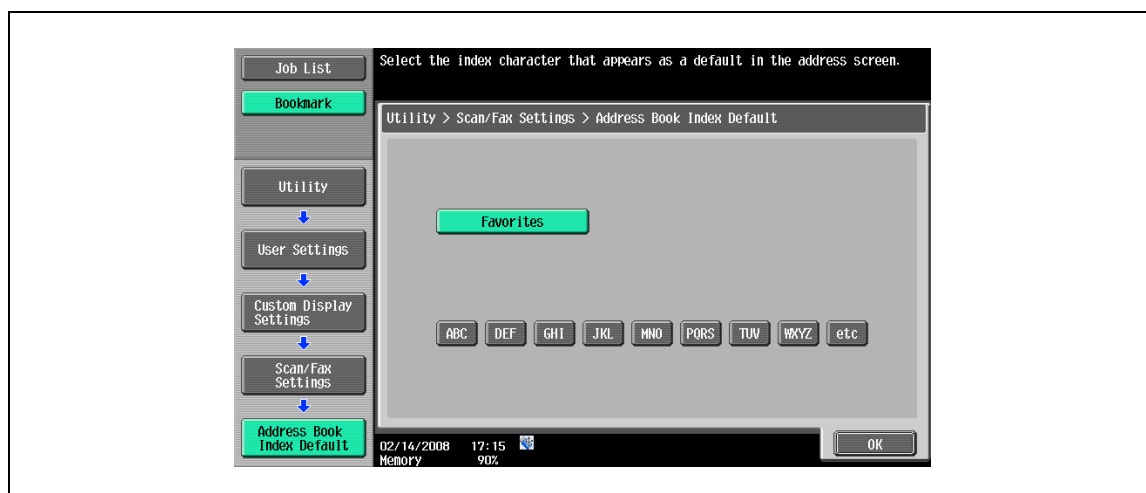 Job List
Bookmark
Select the index character that appears as a default in the address screen.
Utility > Scan/Fax Settings > Address Book Index Default
Utility
User Settings
Custom Display
Settings
Scan/Fax
Settings
Address Book
Index Default
Favorites
ABC DEF GHI JKL MNO PQRS TUV WXYZ etc
02/14/2008 17:15
Memory 90%
OK